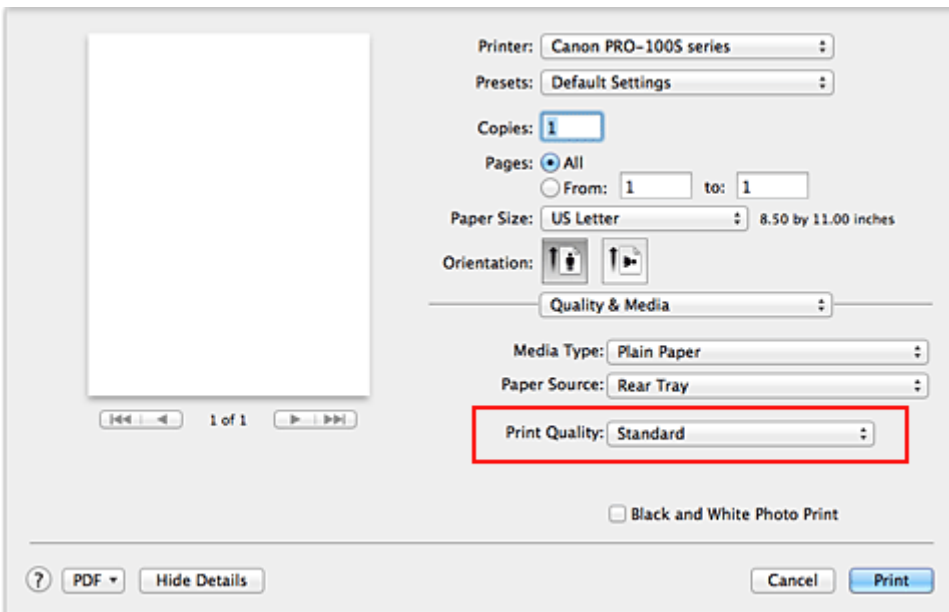 Printer: Canon PRO-100S series
Presets: Default Settings
Copies: 1
Pages: All
From: 1 to: 1
Paper Size: US Letter 8.50 by 11.00 inches
Orientation:
Quality & Media
Media Type: Plain Paper
Paper Source: Rear Tray
1 of 1
Print Quality: Standard
Black and White Photo Print
? PDF Hide Details Cancel Print